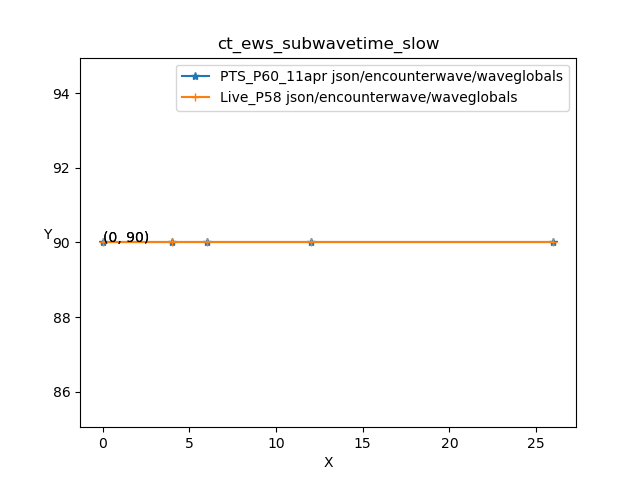 ct_ews_subwavetime_slow
PTS_P60_11apr json/encounterwave/waveglobals
Live_P58 json/encounterwave/waveglobals
94
92
Y
90
(0, 90)
88
86
0 5 10 15 20 25
X